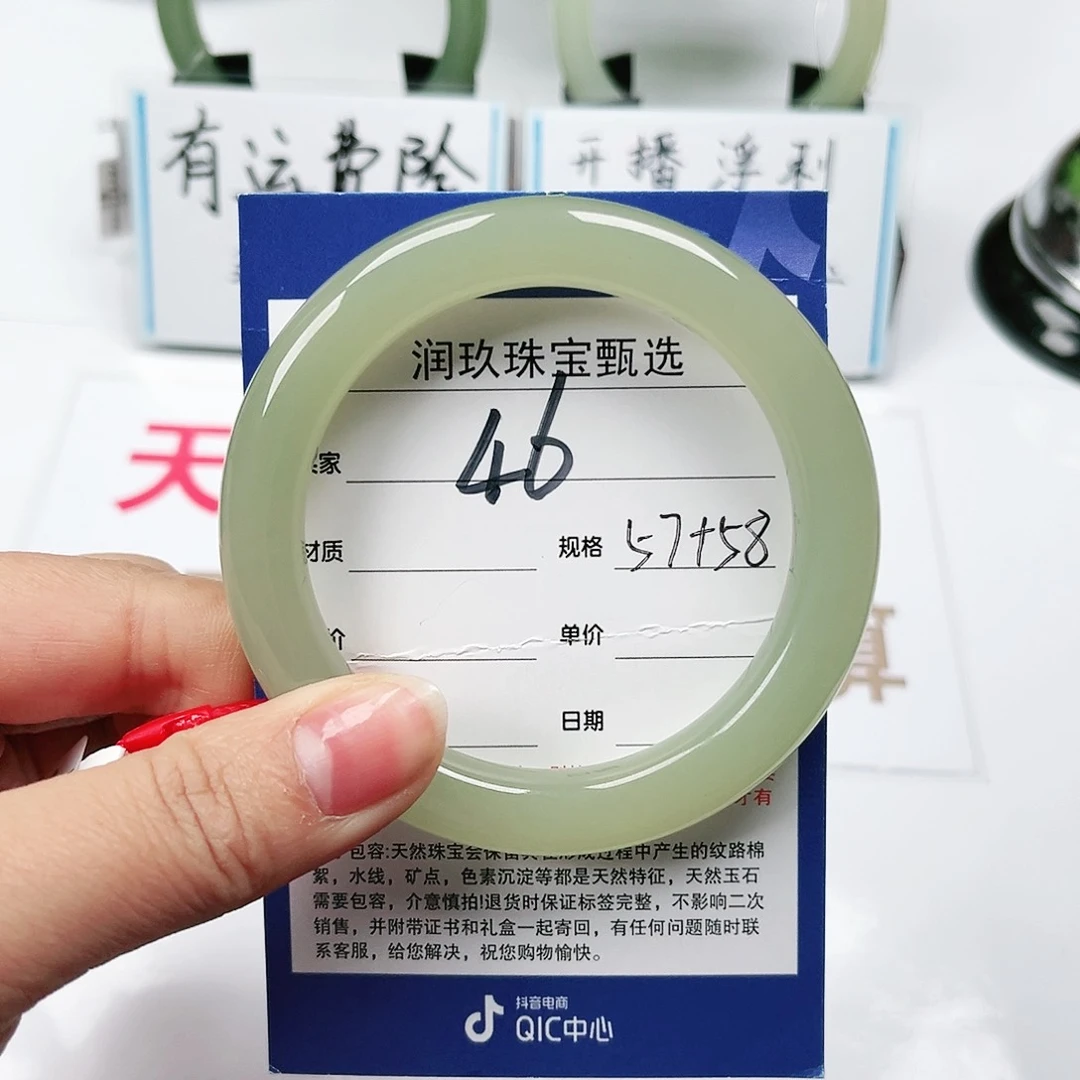 有运费险
开播浮利
润玖珠宝甄选
46
家
材质
规格 57+58
价
单价
日期
天
才有
包容:天然珠宝会保留其在形成过程中产生的纹路棉
絮，水线，矿点，色素沉淀等都是天然特征，天然玉石
需要包容，介意慎拍!退货时保证标签完整，不影响二次
销售，并附带证书和礼盒一起寄回，有任何问题随时联
系客服，给您解决，祝您购物愉快。
抖音电商
QIC中心